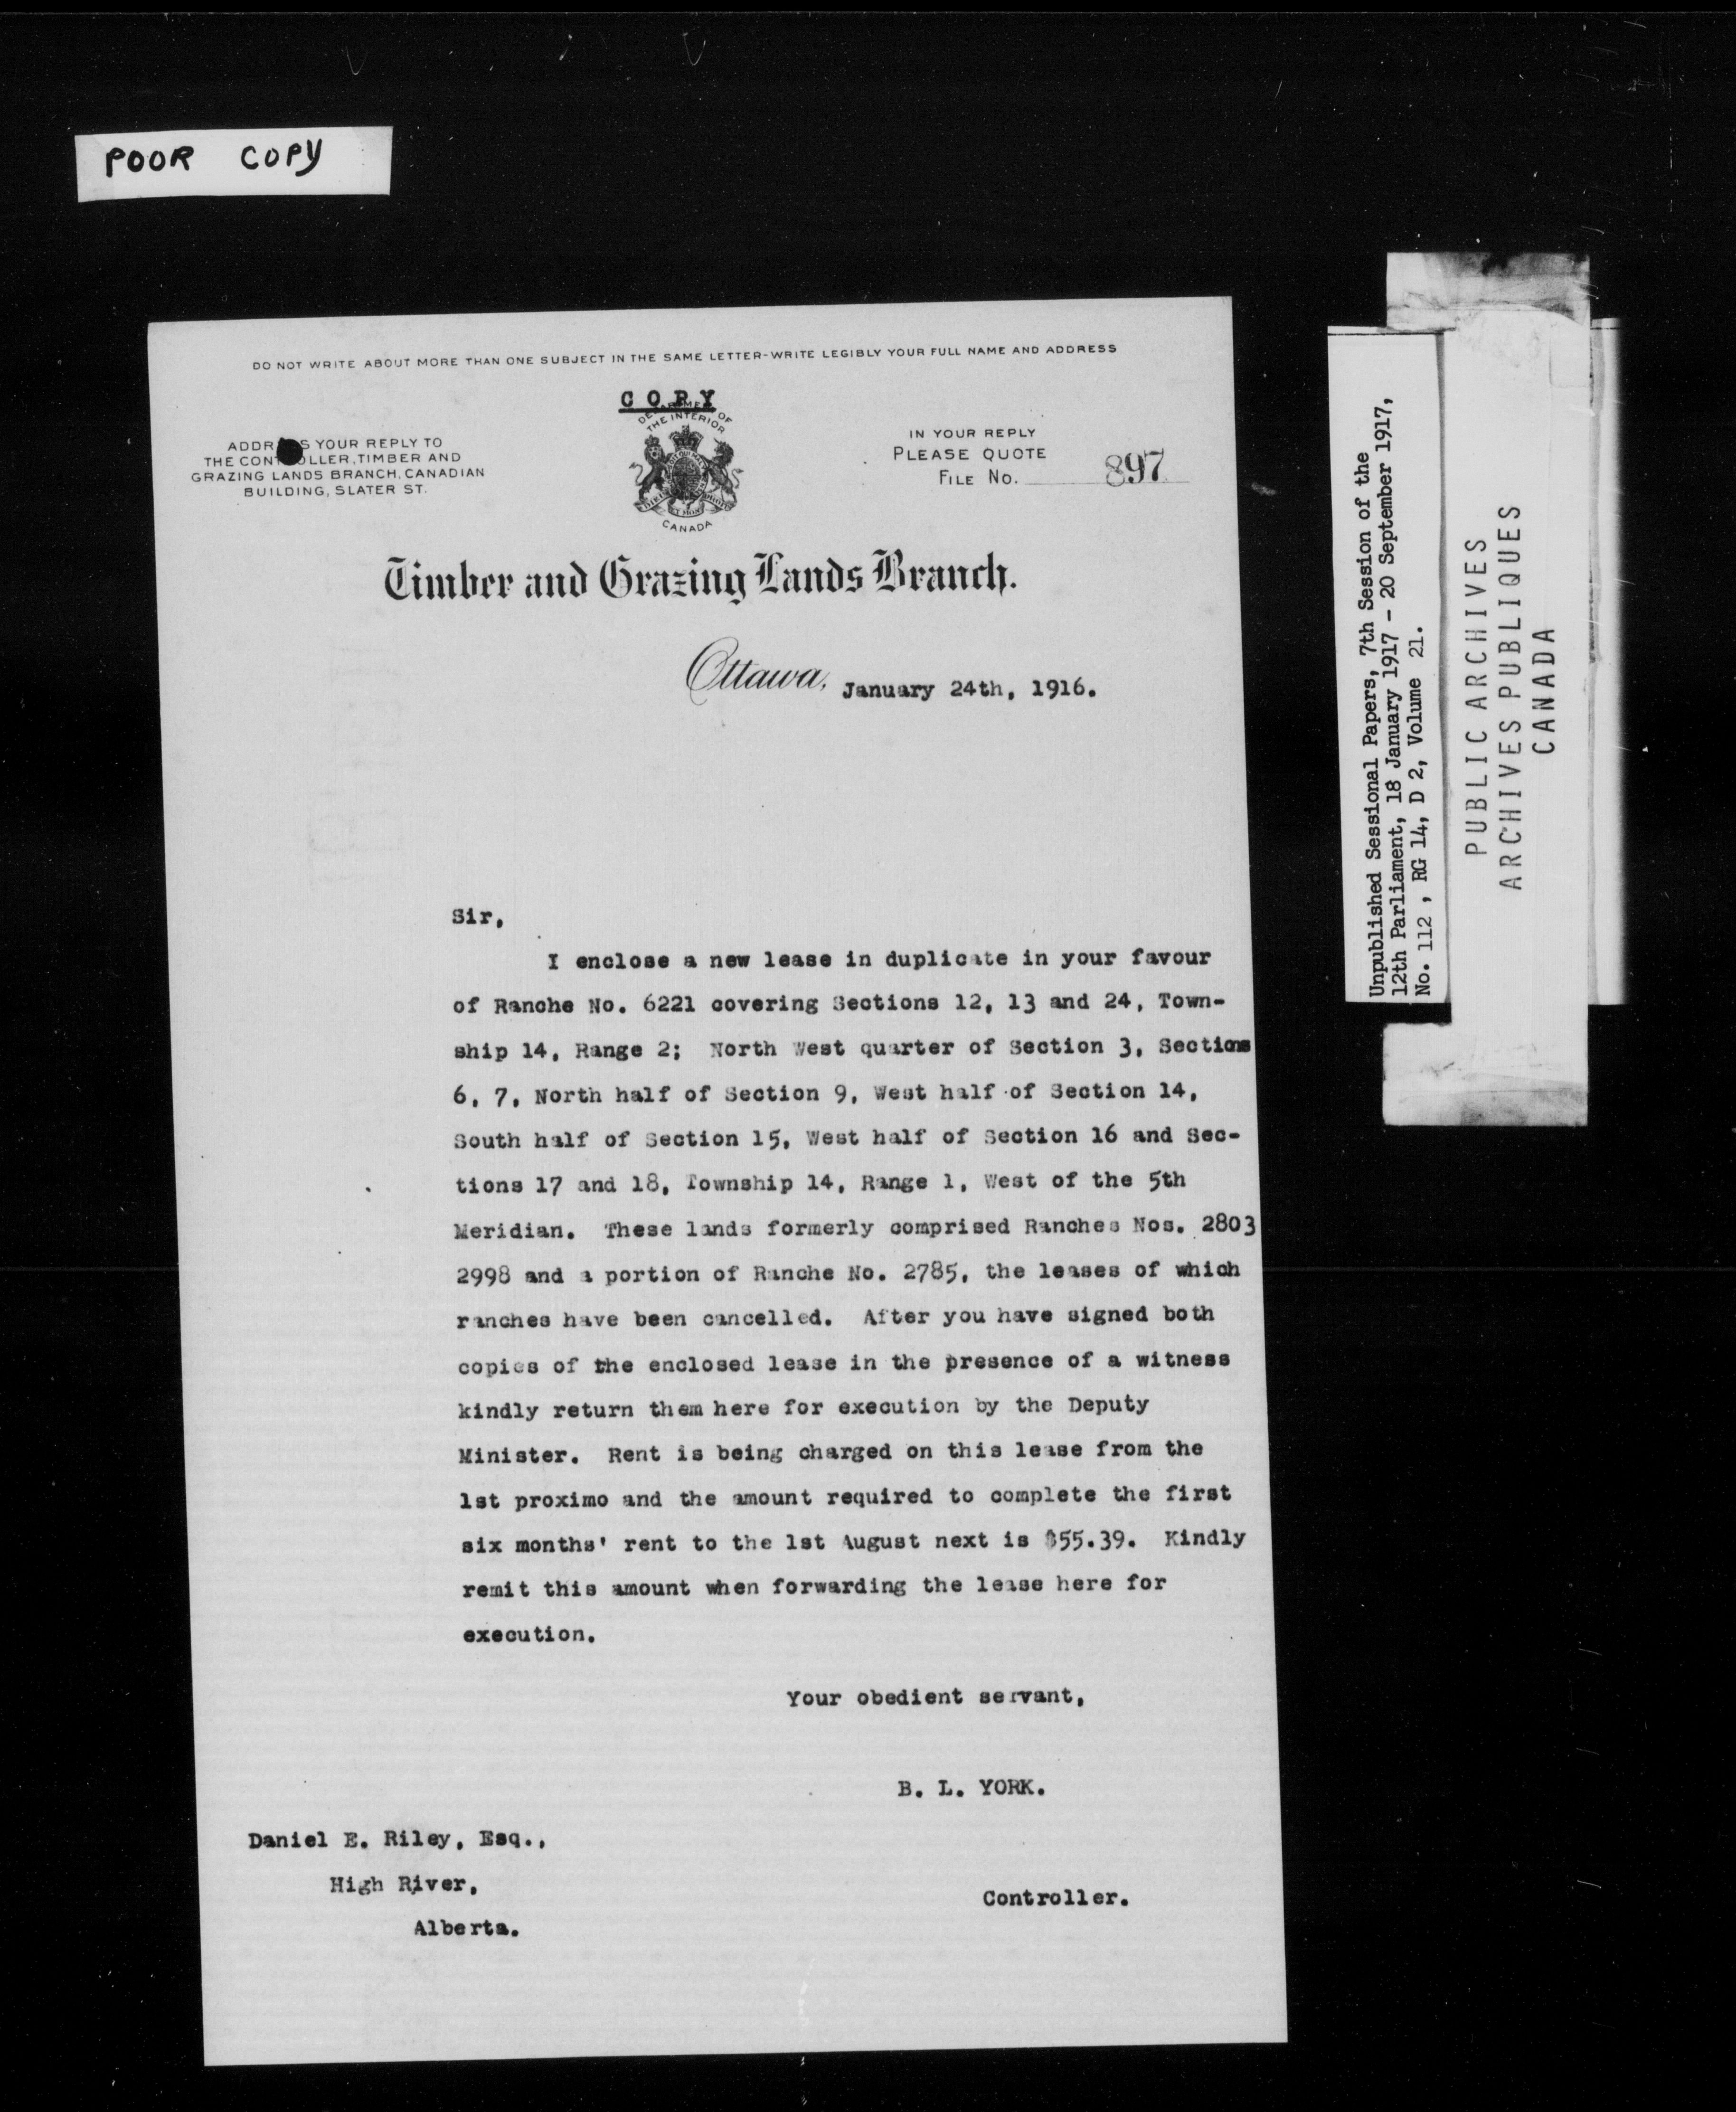 POOR COPY
DO NOT WRITE ABOUT MORE THAN ONE SUBJECT IN THE SAME LETTER-WRITE LEGIBLY YOUR FULL NAME AND ADDRESS
COPY
DEPARTMENT OF
THE INTERIOR
CANADA
ADDRESS YOUR REPLY TO
THE CONTROLLER, TIMBER AND
GRAZING LANDS BRANCH, CANADIAN
BUILDING, SLATER ST.
IN YOUR REPLY
PLEASE QUOTE
FILE No. 897
Timber and Grazing Lands Branch.
Ottawa, January 24th, 1916.
Sir,
I enclose a new lease in duplicate in your favour
of Ranche No. 6221 covering Sections 12, 13 and 24, Town-
ship 14, Range 2; North West quarter of Section 3, Sections
6, 7, North half of Section 9, West half of Section 14,
South half of Section 15, West half of Section 16 and Sec-
tions 17 and 18, Township 14, Range 1, West of the 5th
Meridian. These lands formerly comprised Ranches Nos. 2803
2998 and a portion of Ranche No. 2785, the leases of which
ranches have been cancelled. After you have signed both
copies of the enclosed lease in the presence of a witness
kindly return them here for execution by the Deputy
Minister. Rent is being charged on this lease from the
1st proximo and the amount required to complete the first
six months' rent to the 1st August next is $55.39. Kindly
remit this amount when forwarding the lease here for
execution.
Your obedient servant,
B. L. YORK.
Controller.
Daniel E. Riley, Esq.,
High River,
Alberta.
Unpublished Sessional Papers, 7th Session of the
12th Parliament, 18 January 1917 - 20 September 1917,
No. 112 , RG 14, D 2, Volume 21.
PUBLIC ARCHIVES
ARCHIVES PUBLIQUES
CANADA